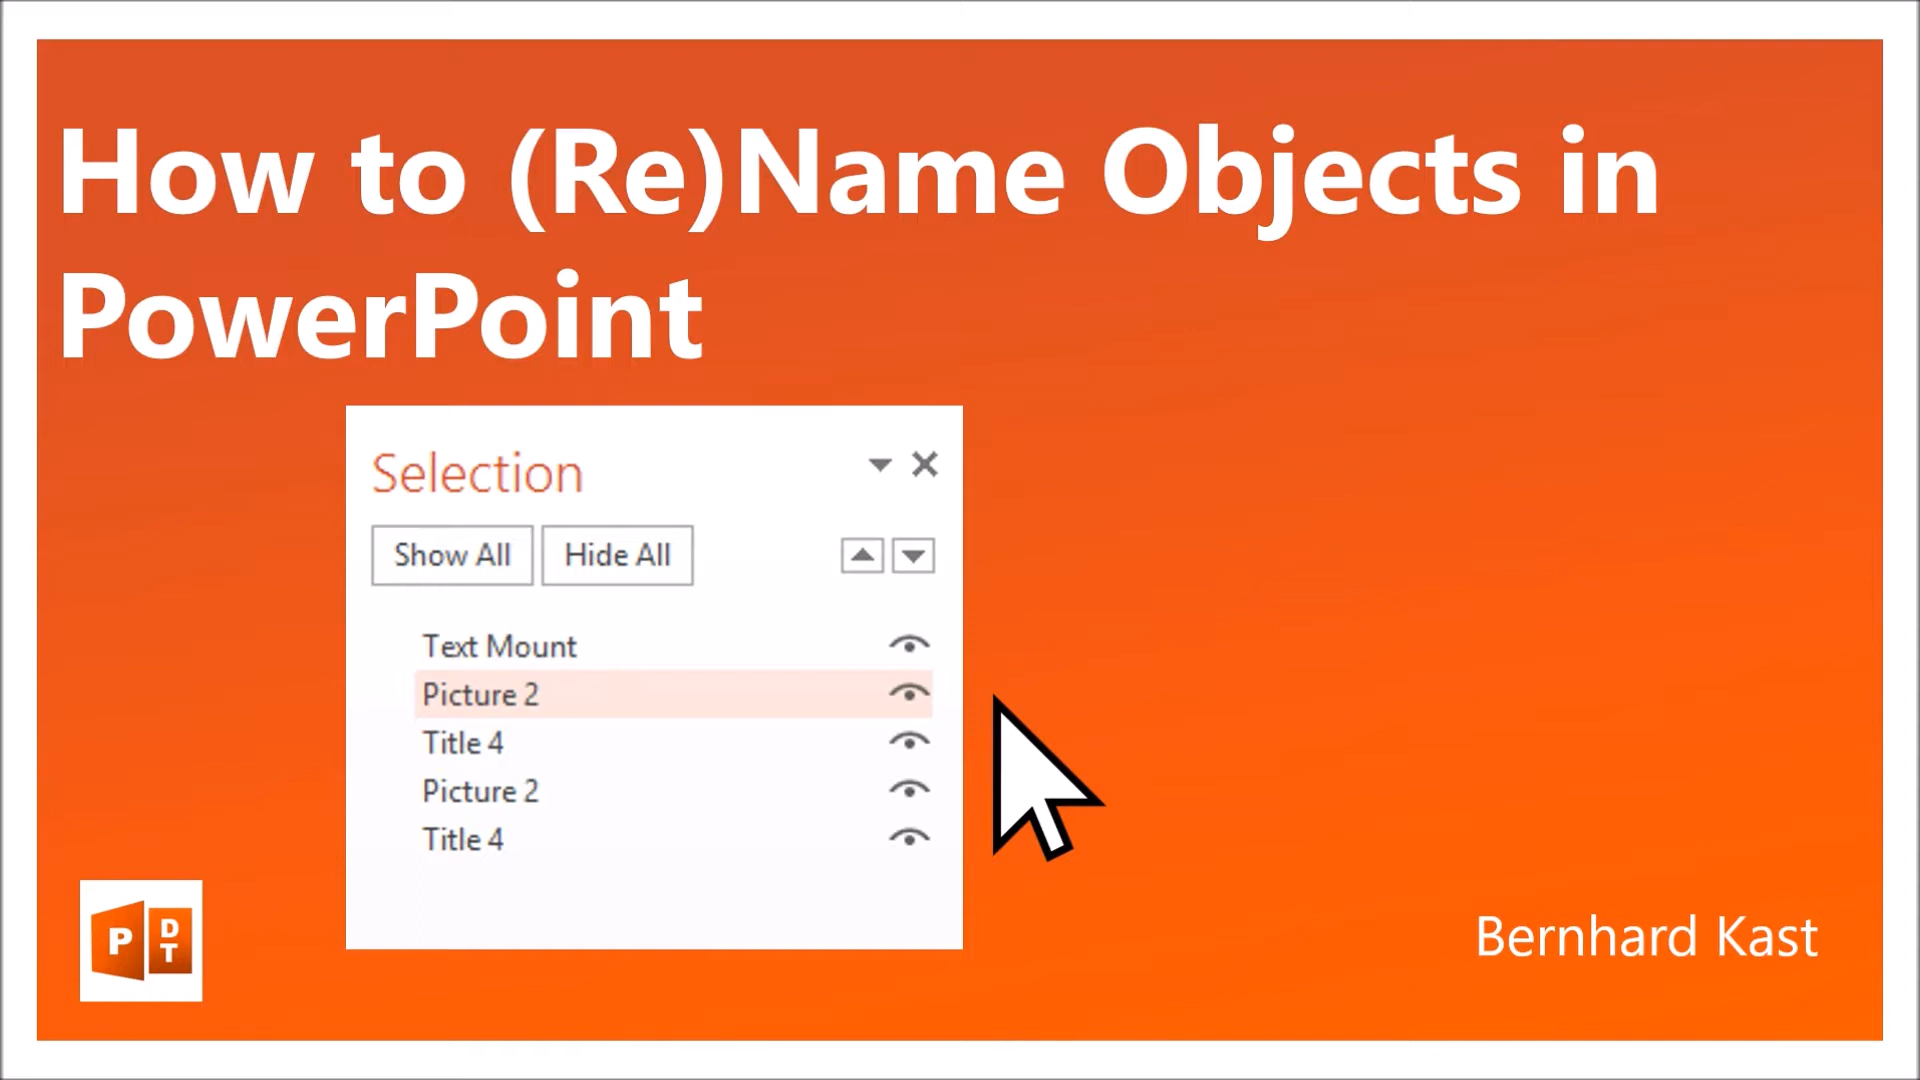 How to (Re)Name Objects in
PowerPoint
Selection
Show All Hide All
Text Mount
Picture 2
Title 4
Picture 2
Title 4
P D
T
Bernhard Kast